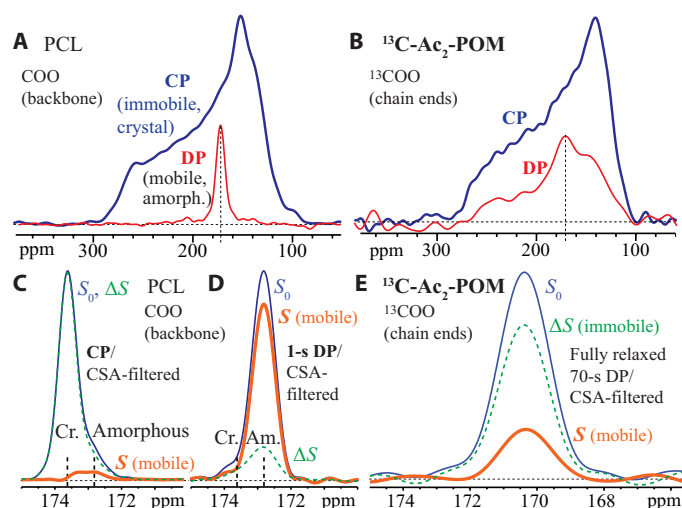 A PCL
COO
(backbone)
CP
(immobile,
crystal)
DP
(mobile,
amorph.)
ppm 300 200 100
B ¹³C-Ac₂-POM
¹³COO
(chain ends)
CP
DP
ppm 300 200 100
C S₀, ΔS PCL
COO
(backbone)
CP/
CSA-filtered
Cr. Amorphous
S (mobile)
174 172 ppm
D S₀
S (mobile)
1-s DP/
CSA-
filtered
Cr. Am.
ΔS
174 172 ppm
E ¹³C-Ac₂-POM
¹³COO
(chain ends)
S₀
ΔS (immobile)
Fully relaxed
70-s DP/
CSA-filtered
S (mobile)
174 172 170 168 ppm